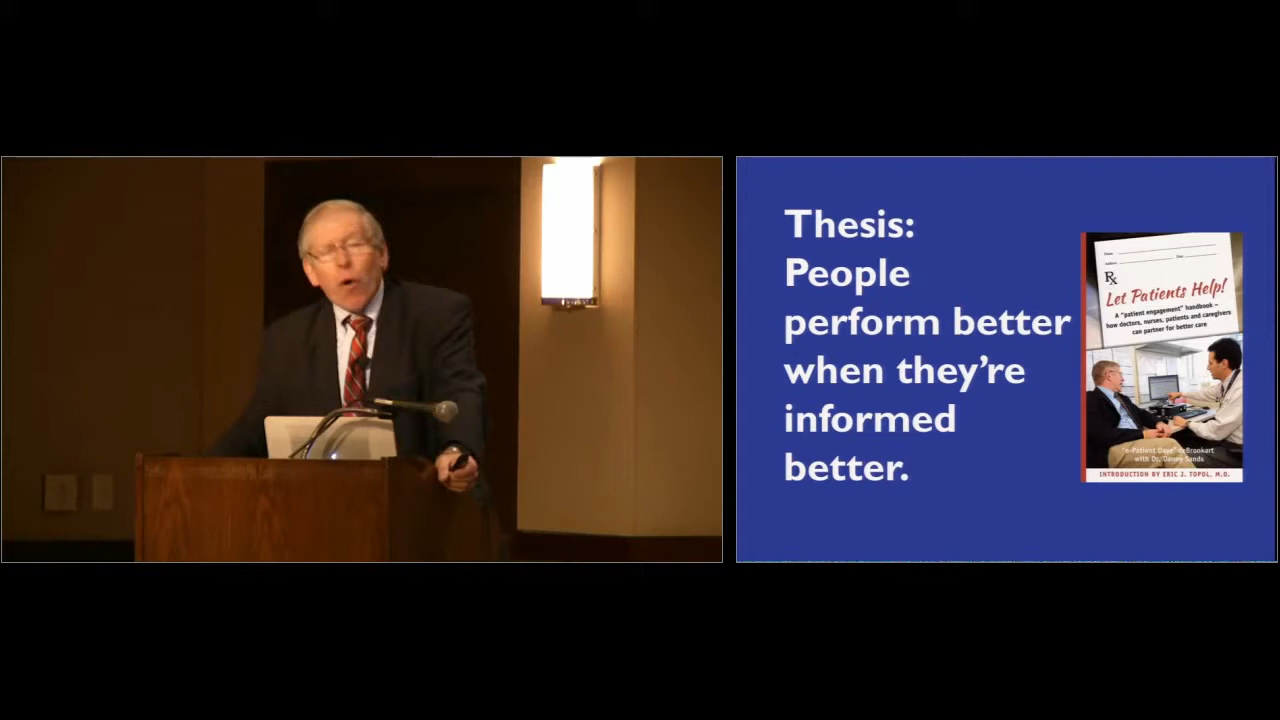 Thesis:
People
perform better
when they're
informed
better.
Rx
Let Patients Help!
A "patient engagement" handbook –
how doctors, nurses, patients and caregivers
can partner for better care
"e-Patient Dave" deBronkart
with Dr. Danny Sands
INTRODUCTION BY ERIC J. TOPOL, M.D.